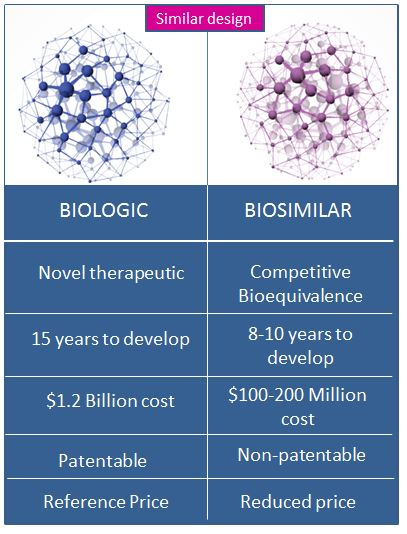 Similar design
BIOLOGIC
BIOSIMILAR
Novel therapeutic
Competitive
Bioequivalence
15 years to develop
8-10 years to
develop
$1.2 Billion cost
$100-200 Million
cost
Patentable
Non-patentable
Reference Price
Reduced price